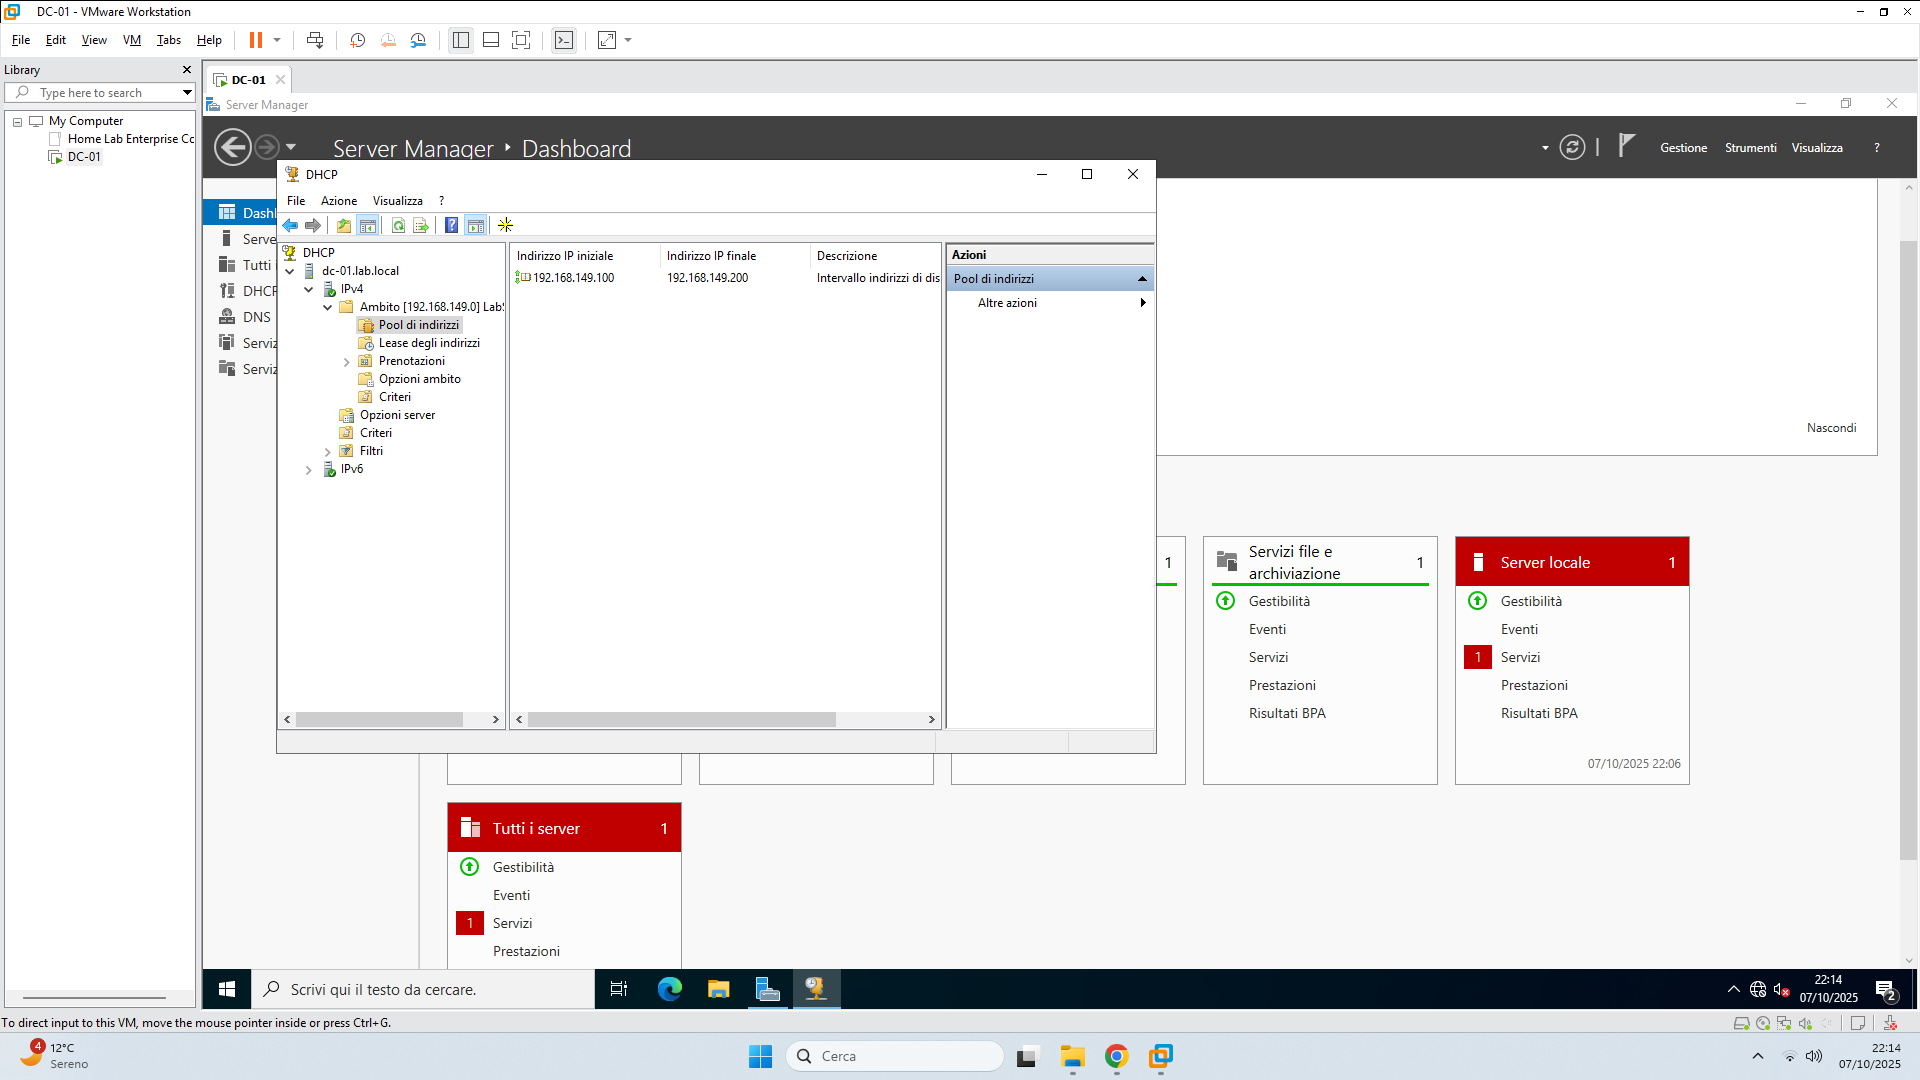 DC-01 - VMware Workstation
File Edit View VM Tabs Help
Library
Type here to search
My Computer
Home Lab Enterprise Cc
DC-01
DC-01
Server Manager
Server Manager ‣ Dashboard
Gestione Strumenti Visualizza ?
Dashl
Serve
Tutti i
DHCP
DNS
Serviz
Serviz
DHCP
File Azione Visualizza ?
DHCP
dc-01.lab.local
IPv4
Ambito [192.168.149.0] LabS
Pool di indirizzi
Lease degli indirizzi
Prenotazioni
Opzioni ambito
Criteri
Opzioni server
Criteri
Filtri
IPv6
Indirizzo IP iniziale Indirizzo IP finale Descrizione
192.168.149.100 192.168.149.200 Intervallo indirizzi di dis
Azioni
Pool di indirizzi
Altre azioni
Nascondi
1
Servizi file e archiviazione 1
Gestibilità
Eventi
Servizi
Prestazioni
Risultati BPA
Server locale 1
Gestibilità
Eventi
1 Servizi
Prestazioni
Risultati BPA
07/10/2025 22:06
Tutti i server 1
Gestibilità
Eventi
1 Servizi
Prestazioni
Scrivi qui il testo da cercare.
22:14
07/10/2025
2
To direct input to this VM, move the mouse pointer inside or press Ctrl+G.
4
12°C
Sereno
Cerca
22:14
07/10/2025